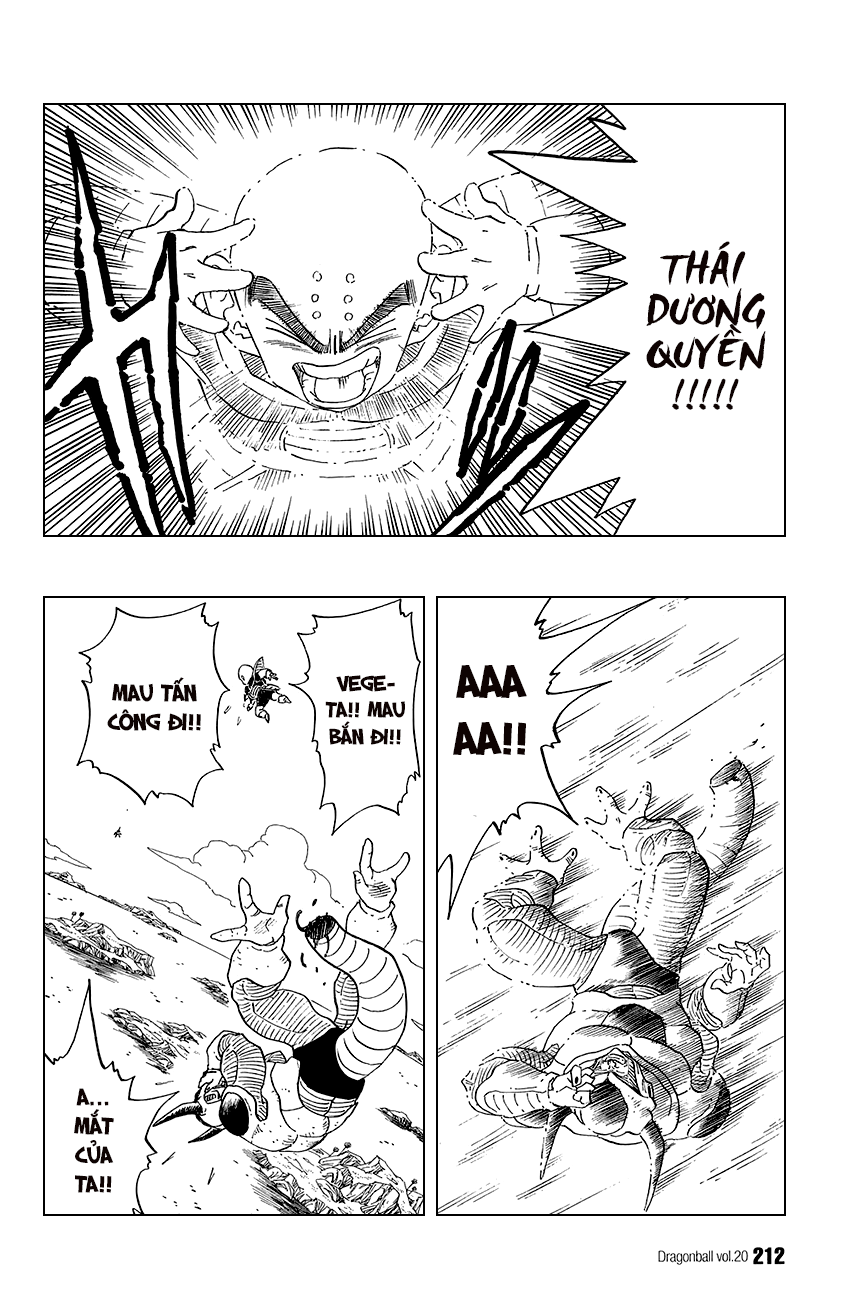 THÁI
DƯƠNG
QUYỀN
!!!!!
AAA
AA!!
VEGE-
TA!! MAU
BẮN ĐI!!
MAU TẤN
CÔNG ĐI!!
A...
MẮT
CỦA
TA!!
Dragonball vol.20 212